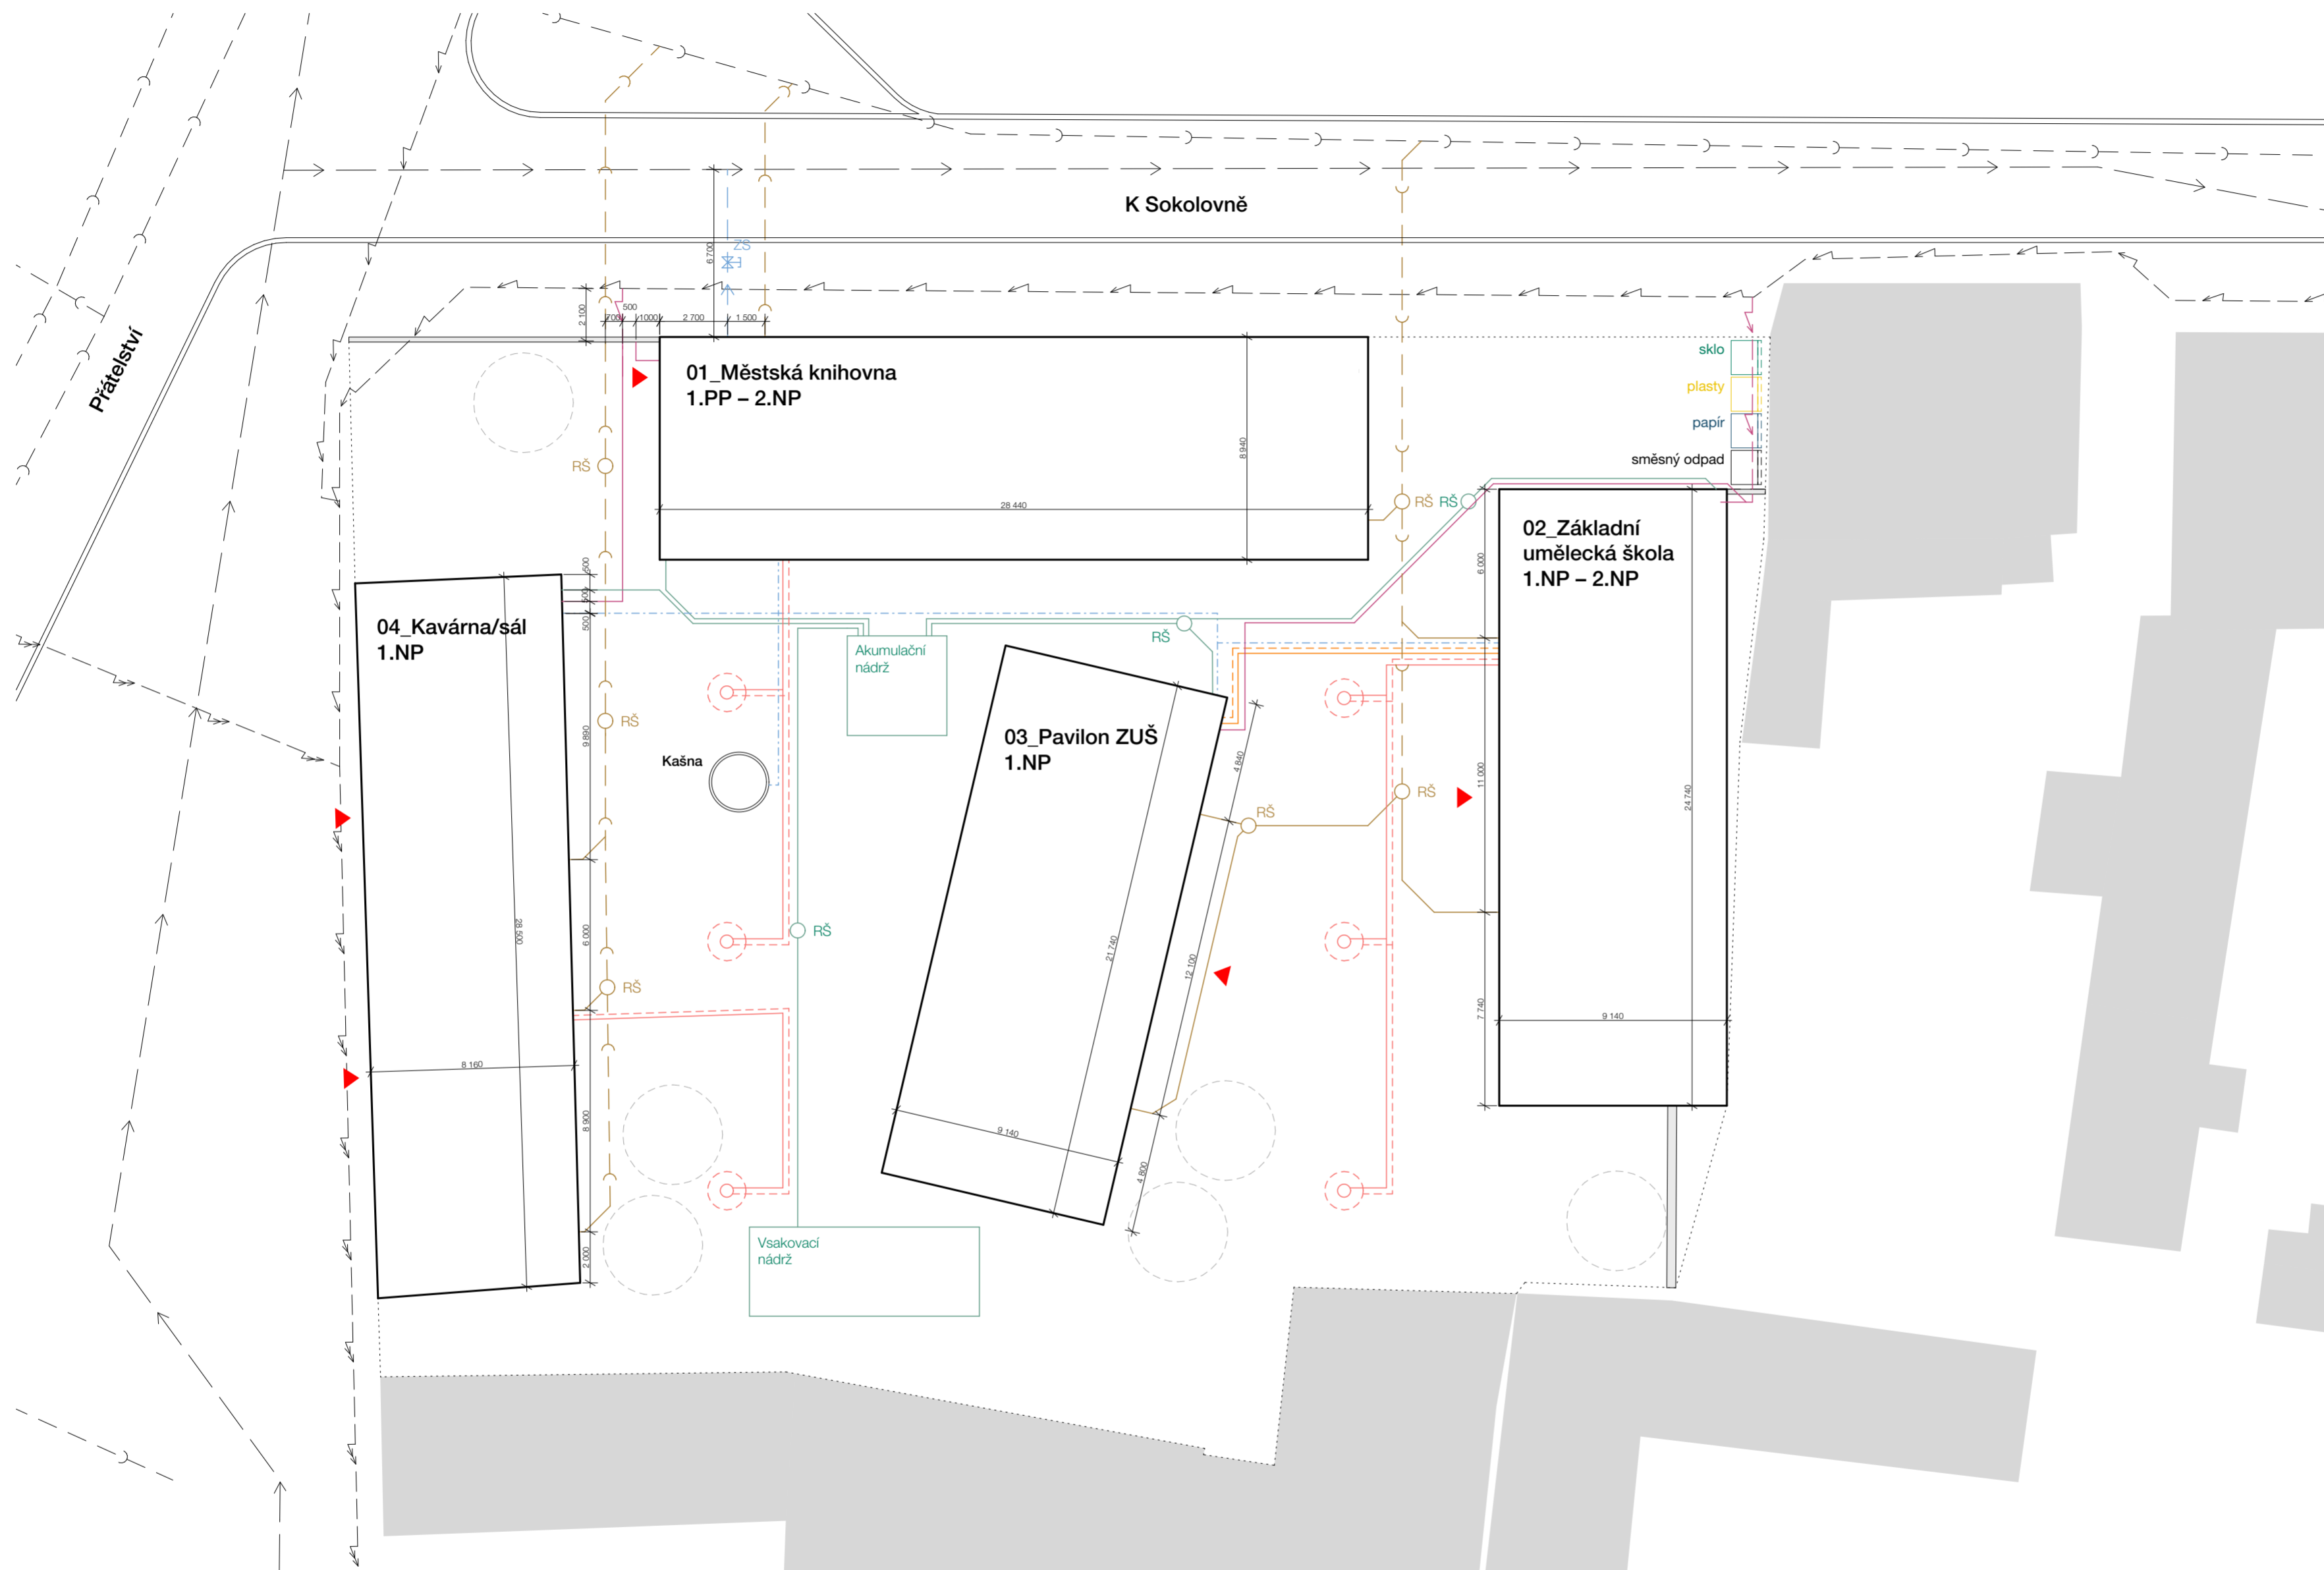 K Sokolovně
Přátelství
ZŠ
6 700
2 100
700
500
1000
2 700
1 500
01_Městská knihovna
1.PP – 2.NP
8 940
28 440
sklo
plasty
papír
směsný odpad
RŠ
RŠ
RŠ
02_Základní
umělecká škola
1.NP – 2.NP
6 000
11 000
7 740
24 740
9 140
04_Kavárna/sál
1.NP
500
500
500
9 890
6 000
8 900
2 000
28 500
8 160
RŠ
RŠ
Akumulační
nádrž
RŠ
Kašna
RŠ
03_Pavilon ZUŠ
1.NP
4 840
12 100
4 800
21 740
9 140
RŠ
RŠ
Vsakovací
nádrž